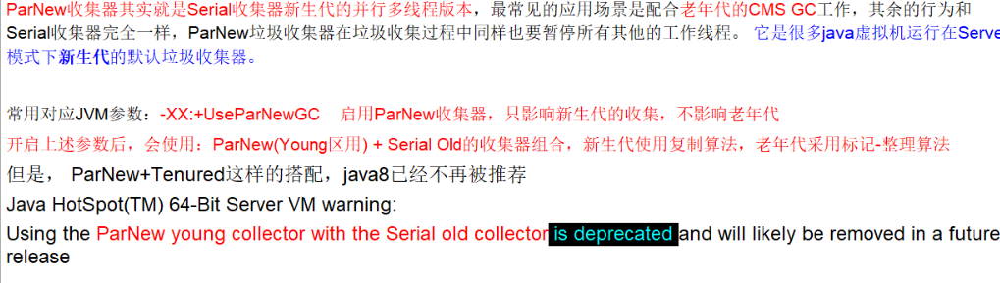 ParNew收集器其实就是Serial收集器新生代的并行多线程版本，最常见的应用场景是配合老年代的CMS GC工作，其余的行为和
Serial收集器完全一样，ParNew垃圾收集器在垃圾收集过程中同样也要暂停所有其他的工作线程。 它是很多java虚拟机运行在Serve
模式下新生代的默认垃圾收集器。
常用对应JVM参数：-XX:+UseParNewGC 启用ParNew收集器，只影响新生代的收集，不影响老年代
开启上述参数后，会使用：ParNew(Young区用) + Serial Old的收集器组合，新生代使用复制算法，老年代采用标记-整理算法
但是， ParNew+Tenured这样的搭配，java8已经不再被推荐
Java HotSpot(TM) 64-Bit Server VM warning:
Using the ParNew young collector with the Serial old collector is deprecated and will likely be removed in a future
release